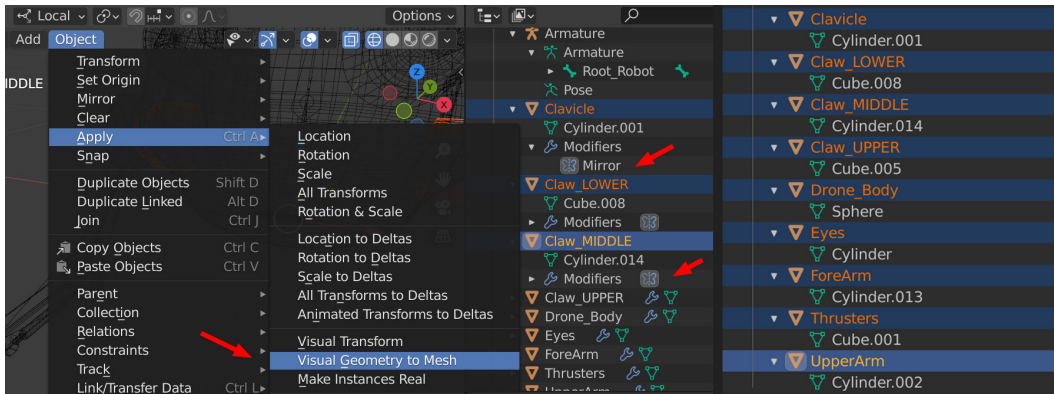 Local
Options
Add Object
IDDLE
Transform
Set Origin
Mirror
Clear
Apply Ctrl A
Snap
Duplicate Objects Shift D
Duplicate Linked Alt D
Join Ctrl J
Copy Objects Ctrl C
Paste Objects Ctrl V
Parent
Collection
Relations
Constraints
Track
Link/Transfer Data Ctrl L
Location
Rotation
Scale
All Transforms
Rotation & Scale
Location to Deltas
Rotation to Deltas
Scale to Deltas
All Transforms to Deltas
Animated Transforms to Deltas
Visual Transform
Visual Geometry to Mesh
Make Instances Real
Z
Y
X
Armature
Armature
Root_Robot
Pose
Clavicle
Cylinder.001
Modifiers
Mirror
Claw_LOWER
Cube.008
Modifiers
Claw_MIDDLE
Cylinder.014
Modifiers
Claw_UPPER
Drone_Body
Eyes
ForeArm
Thrusters
UpperArm
Clavicle
Cylinder.001
Claw_LOWER
Cube.008
Claw_MIDDLE
Cylinder.014
Claw_UPPER
Cube.005
Drone_Body
Sphere
Eyes
Cylinder
ForeArm
Cylinder.013
Thrusters
Cube.001
UpperArm
Cylinder.002